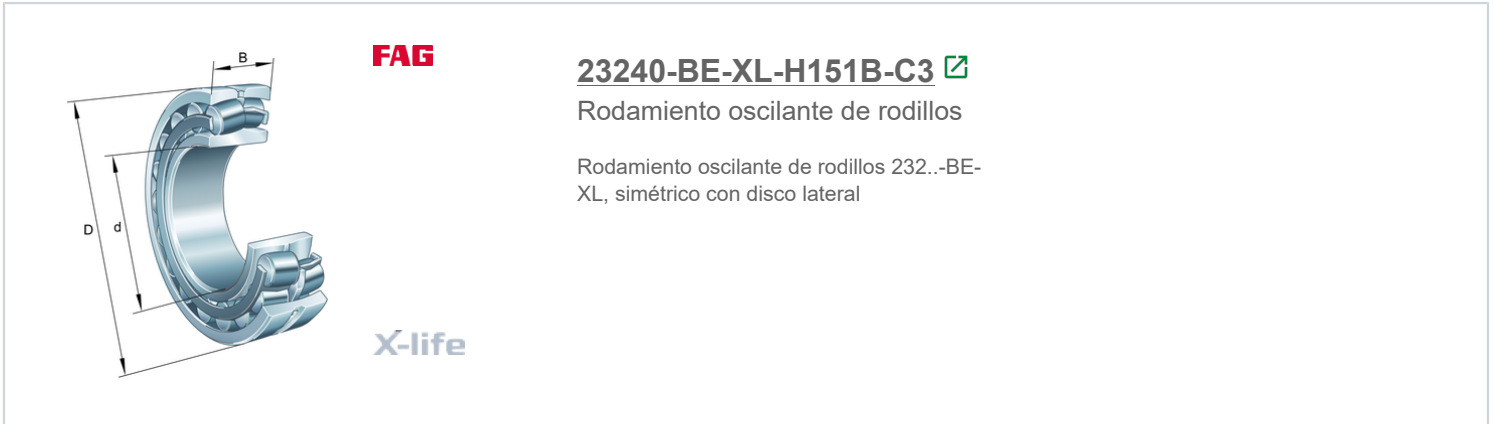 B
FAG
23240-BE-XL-H151B-C3
Rodamiento oscilante de rodillos
Rodamiento oscilante de rodillos 232..-BE-
XL, simétrico con disco lateral
D
d
X-life